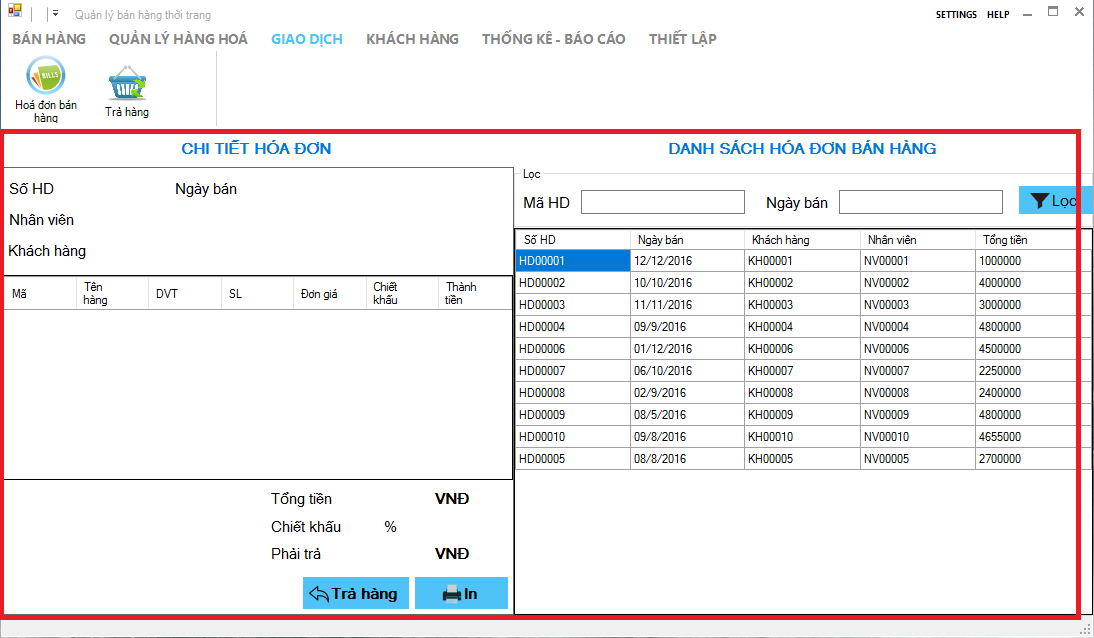 Quản lý bán hàng thời trang
SETTINGS HELP
BÁN HÀNG QUẢN LÝ HÀNG HOÁ GIAO DỊCH KHÁCH HÀNG THỐNG KÊ - BÁO CÁO THIẾT LẬP
BILLS
Hoá đơn bán
hàng
Trả hàng
CHI TIẾT HÓA ĐƠN
Số HD Ngày bán
Nhân viên
Khách hàng
Mã Tên hàng DVT SL Đơn giá Chiết khấu Thành tiền
Tổng tiền VNĐ
Chiết khấu %
Phải trả VNĐ
Trả hàng In
DANH SÁCH HÓA ĐƠN BÁN HÀNG
Lọc
Mã HD Ngày bán Lọc
Số HD Ngày bán Khách hàng Nhân viên Tổng tiền
HD00001 12/12/2016 KH00001 NV00001 1000000
HD00002 10/10/2016 KH00002 NV00002 4000000
HD00003 11/11/2016 KH00003 NV00003 3000000
HD00004 09/9/2016 KH00004 NV00004 4800000
HD00006 01/12/2016 KH00006 NV00006 4500000
HD00007 06/10/2016 KH00007 NV00007 2250000
HD00008 02/9/2016 KH00008 NV00008 2400000
HD00009 08/5/2016 KH00009 NV00009 4800000
HD00010 09/8/2016 KH00010 NV00010 4655000
HD00005 08/8/2016 KH00005 NV00005 2700000